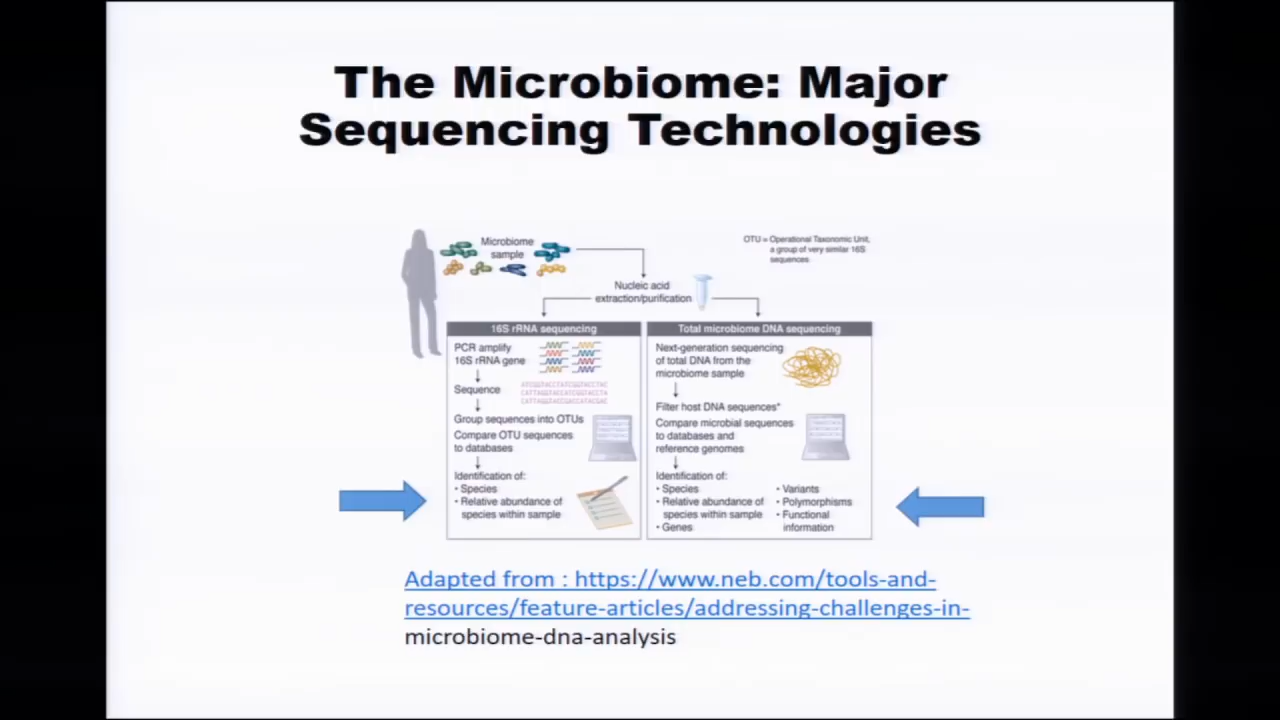 The Microbiome: Major
Sequencing Technologies
Microbiome
sample
OTU = Operational Taxonomic Unit,
a group of very similar 16S
sequences
Nucleic acid
extraction/purification
16S rRNA sequencing
PCR amplify
16S rRNA gene
Sequence
ATCGGTACCTATCGGTACCTAC
CATTAGGTACCATCGGTACCTA
CATTAGGTACCGACCATACGAC
Group sequences into OTUs
Compare OTU sequences
to databases
Identification of:
• Species
• Relative abundance of
species within sample
Total microbiome DNA sequencing
Next-generation sequencing
of total DNA from the
microbiome sample
Filter host DNA sequences*
Compare microbial sequences
to databases and
reference genomes
Identification of:
• Species
• Relative abundance of
species within sample
• Genes
• Variants
• Polymorphisms
• Functional
information
Adapted from : https://www.neb.com/tools-and-
resources/feature-articles/addressing-challenges-in-
microbiome-dna-analysis